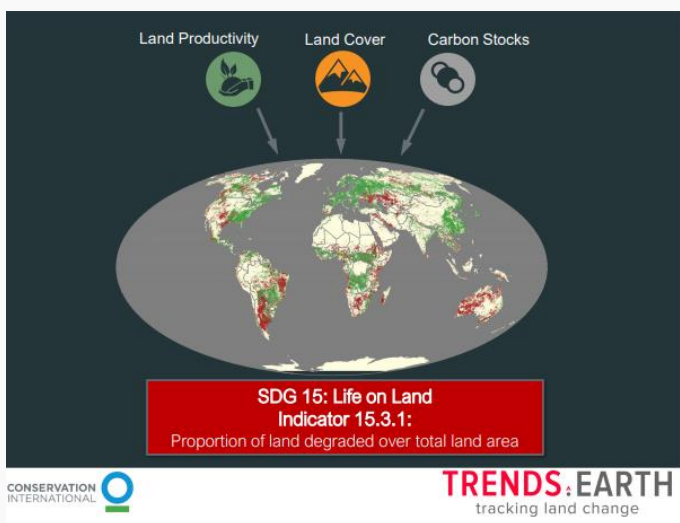 Land Productivity
Land Cover
Carbon Stocks
SDG 15: Life on Land
Indicator 15.3.1:
Proportion of land degraded over total land area
CONSERVATION
INTERNATIONAL
TRENDS.EARTH
tracking land change